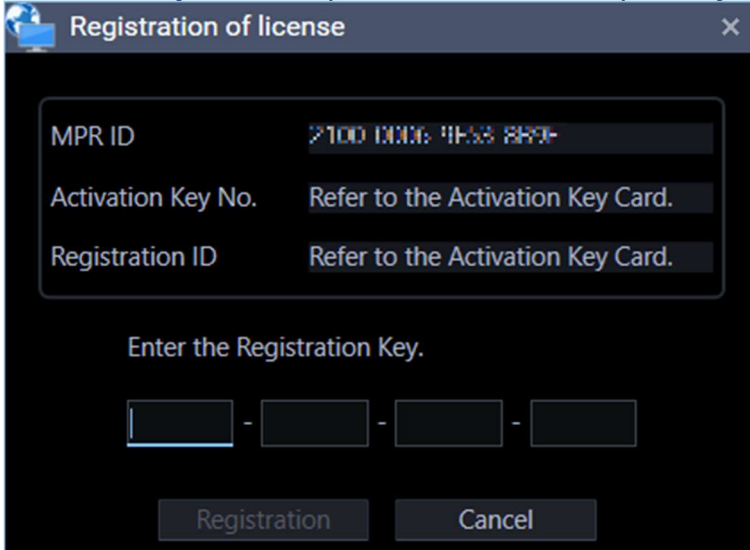 Registration of license
MPR ID
Activation Key No. Refer to the Activation Key Card.
Registration ID Refer to the Activation Key Card.
Enter the Registration Key.
- - -
Registration Cancel